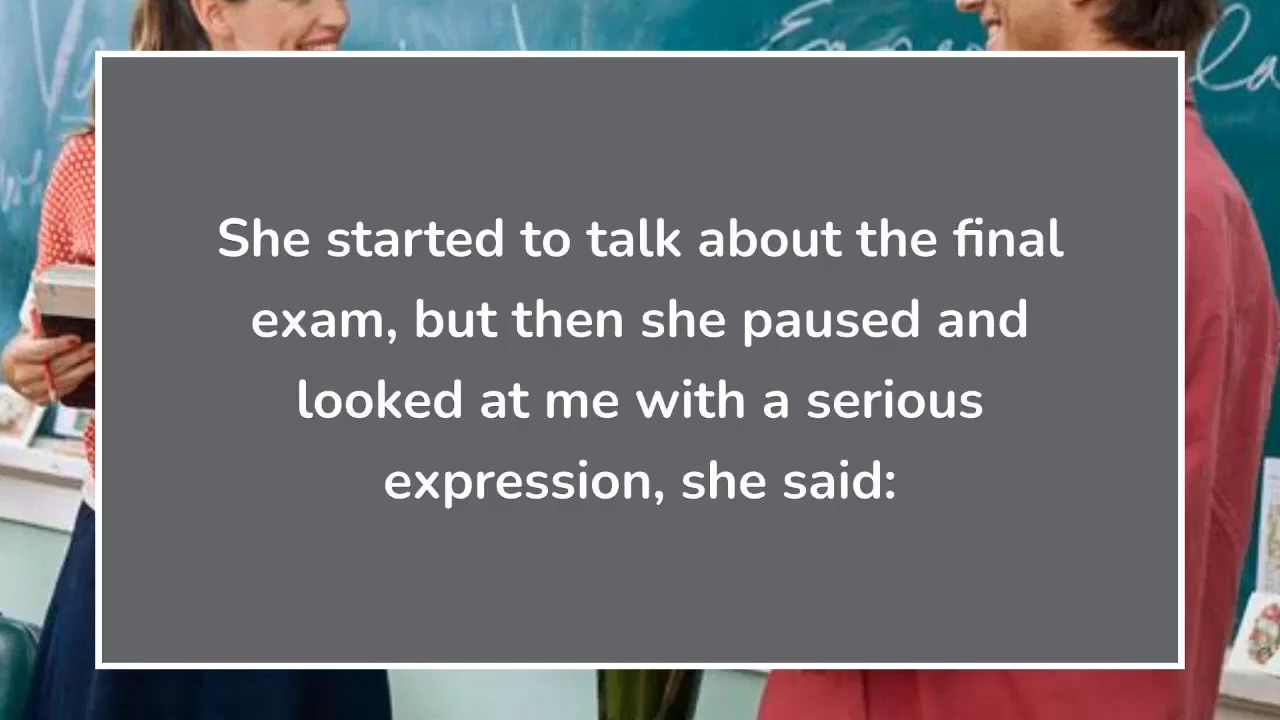 She started to talk about the final
exam, but then she paused and
looked at me with a serious
expression, she said: